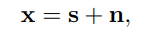 x = s + n,